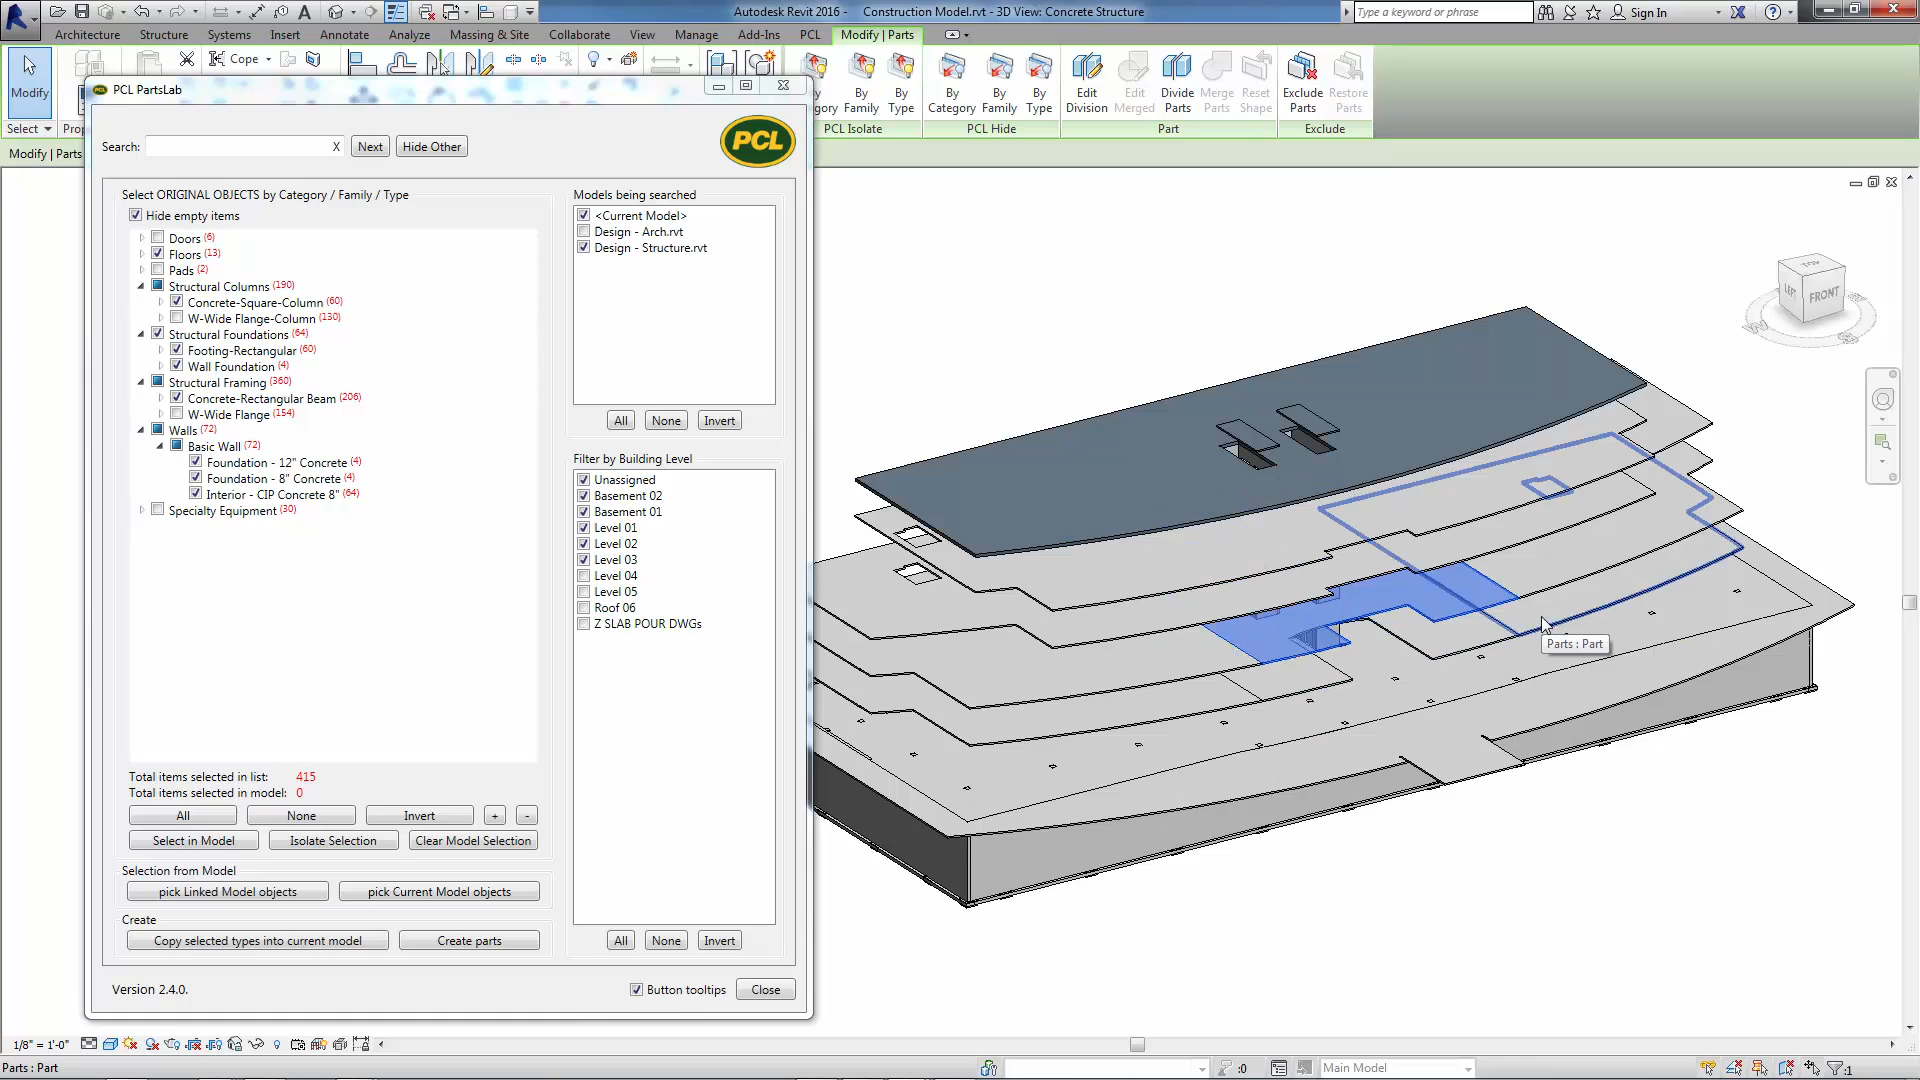 Autodesk Revit 2016 - Construction Model.rvt - 3D View: Concrete Structure
Type a keyword or phrase
Sign In
Architecture Structure Systems Insert Annotate Analyze Massing & Site Collaborate View Manage Add-Ins PCL Modify | Parts
Modify
Cope
By Family
By Type
By Category
By Family
By Type
Edit Division
Edit Merged
Divide Parts
Merge Parts
Reset Shape
Exclude Parts
Restore Parts
Select
PCL Isolate
PCL Hide
Part
Exclude
Modify | Parts
PCL PartsLab
Search: X Next Hide Other
PCL
Select ORIGINAL OBJECTS by Category / Family / Type
Hide empty items
Doors (6)
Floors (13)
Pads (2)
Structural Columns (190)
Concrete-Square-Column (60)
W-Wide Flange-Column (130)
Structural Foundations (64)
Footing-Rectangular (60)
Wall Foundation (4)
Structural Framing (360)
Concrete-Rectangular Beam (206)
W-Wide Flange (154)
Walls (72)
Basic Wall (72)
Foundation - 12" Concrete (4)
Foundation - 8" Concrete (4)
Interior - CIP Concrete 8" (64)
Specialty Equipment (30)
Total items selected in list: 415
Total items selected in model: 0
All None Invert + -
Select in Model Isolate Selection Clear Model Selection
Selection from Model
pick Linked Model objects pick Current Model objects
Create
Copy selected types into current model Create parts
Version 2.4.0.
Models being searched
<Current Model>
Design - Arch.rvt
Design - Structure.rvt
All None Invert
Filter by Building Level
Unassigned
Basement 02
Basement 01
Level 01
Level 02
Level 03
Level 04
Level 05
Roof 06
Z SLAB POUR DWGs
All None Invert
Button tooltips Close
TOP
LEFT
FRONT
Parts : Part
1/8" = 1'-0"
Parts : Part
:0
Main Model
:1